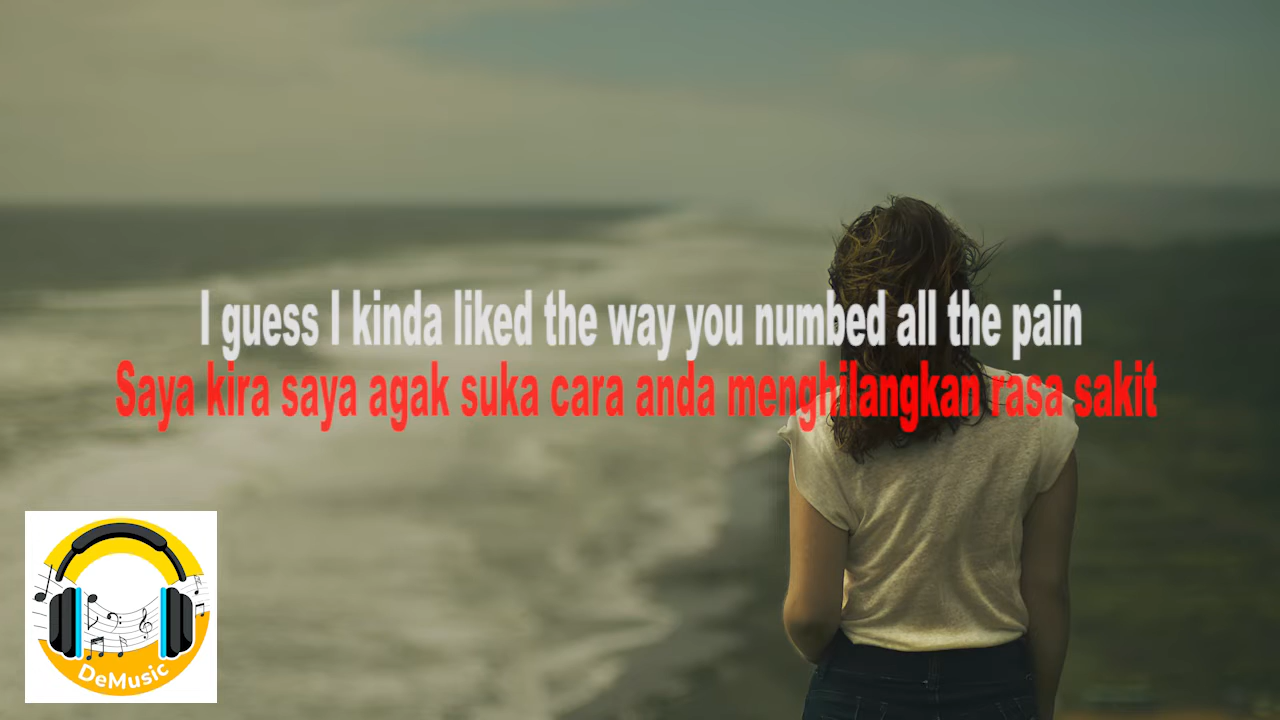 I guess I kinda liked the way you numbed all the pain
Saya kira saya agak suka cara anda menghilangkan rasa sakit
DeMusic